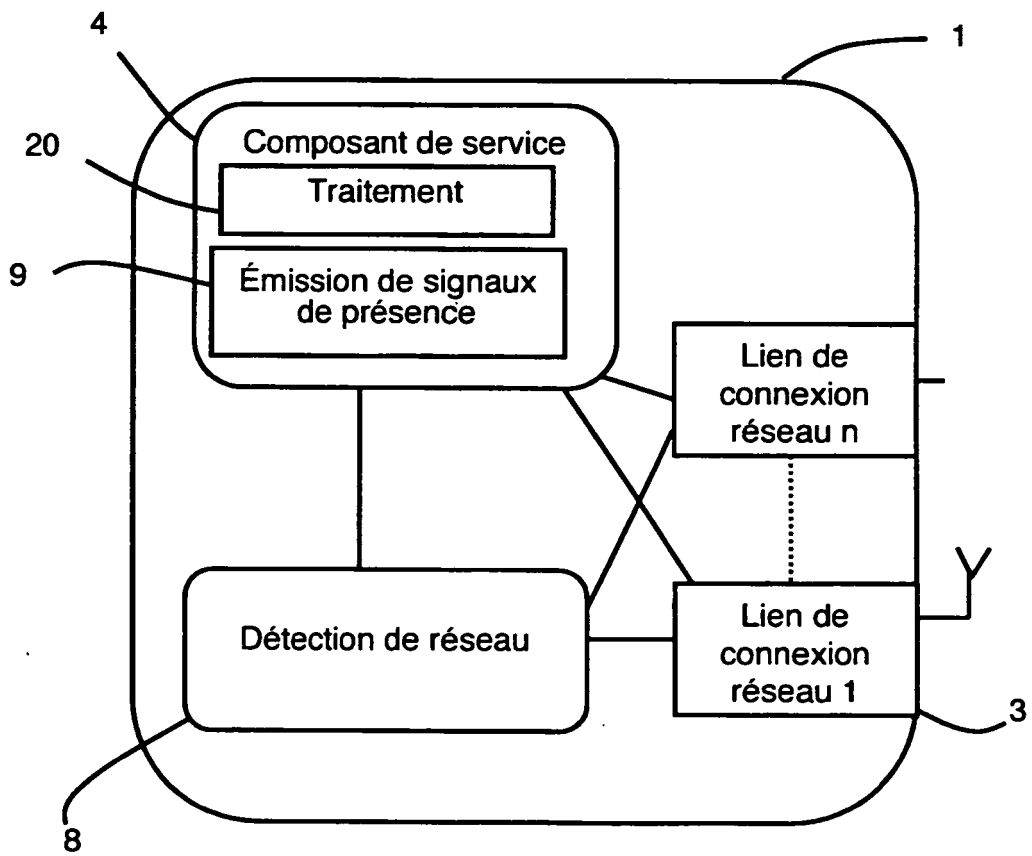 4
1
20
Composant de service
Traitement
9
Émission de signaux
de présence
Lien de
connexion
réseau n
Détection de réseau
Lien de
connexion
réseau 1
3
8